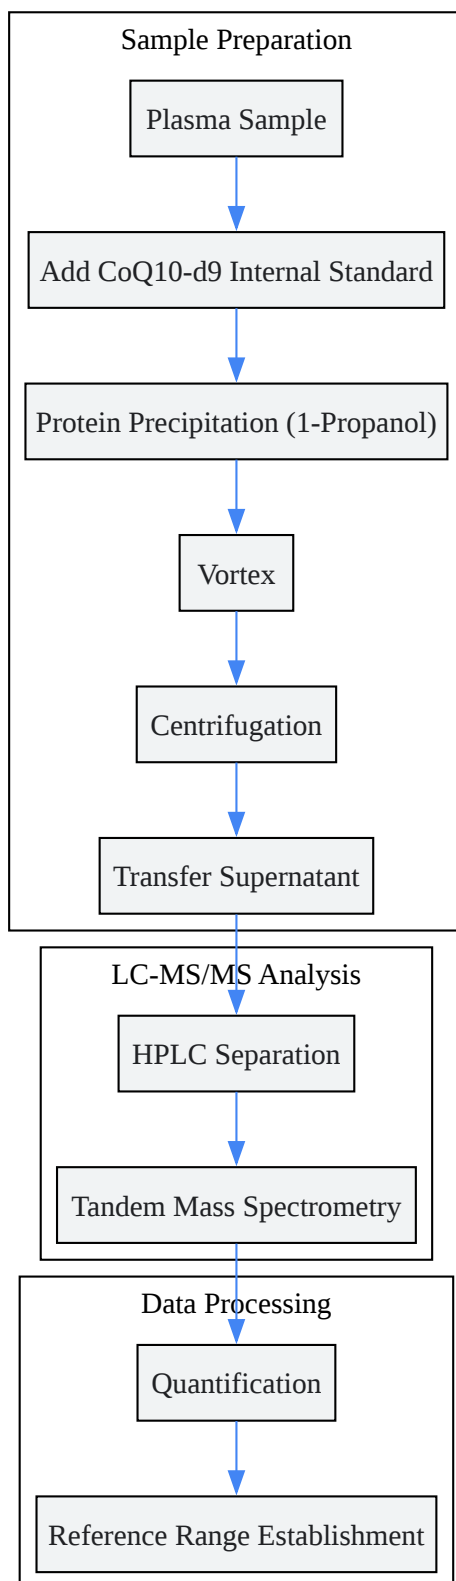 Sample Preparation
Plasma Sample
Add CoQ10-d9 Internal Standard
Protein Precipitation (1-Propanol)
Vortex
Centrifugation
Transfer Supernatant
LC-MS/MS Analysis
HPLC Separation
Tandem Mass Spectrometry
Data Processing
Quantification
Reference Range Establishment